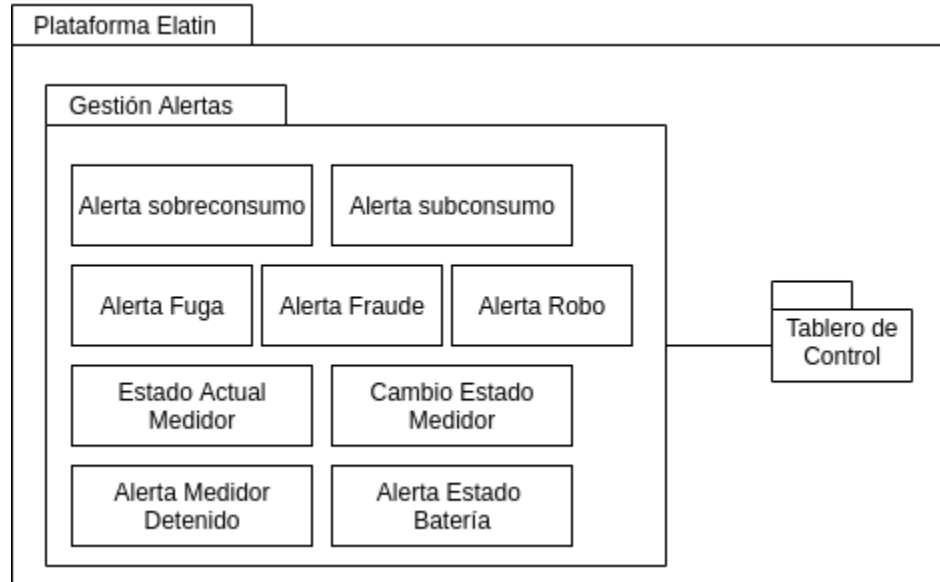 Plataforma Elatin
Gestión Alertas
Alerta sobreconsumo
Alerta subconsumo
Alerta Fuga
Alerta Fraude
Alerta Robo
Tablero de
Control
Estado Actual
Medidor
Cambio Estado
Medidor
Alerta Medidor
Detenido
Alerta Estado
Batería